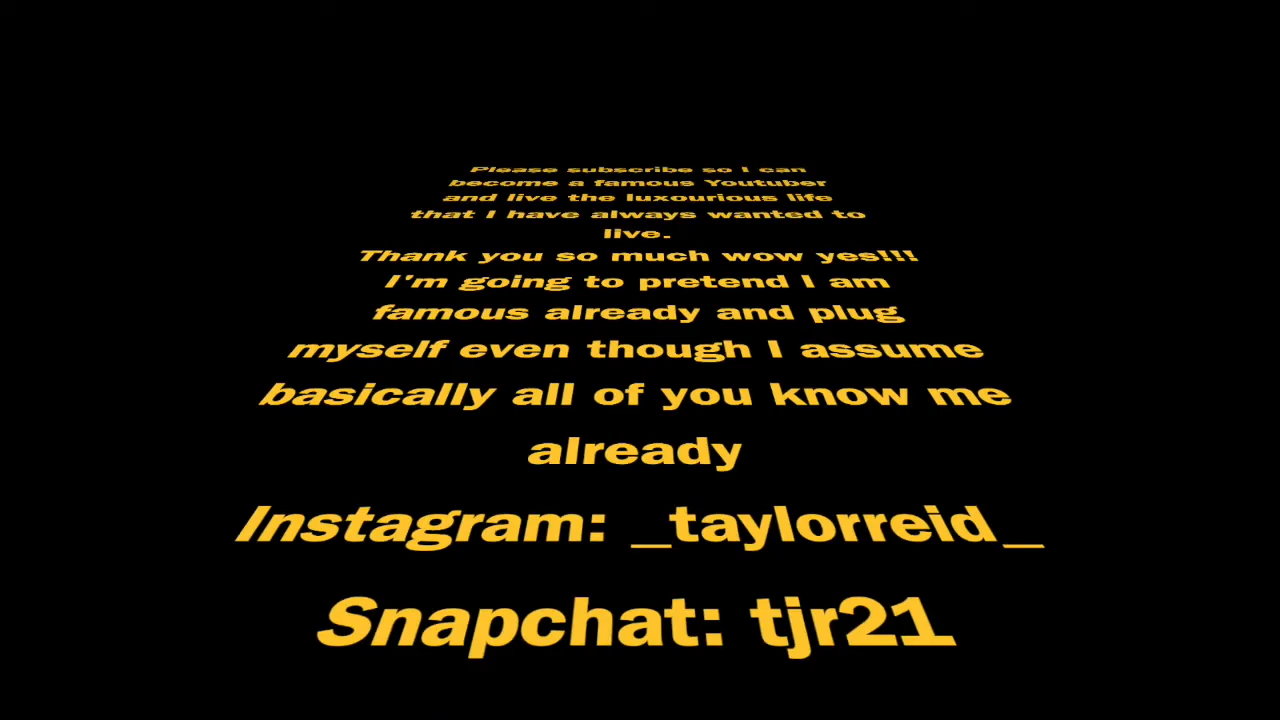 Please subscribe so I can
become a famous Youtuber
and live the luxourious life
that I have always wanted to
live.
Thank you so much wow yes!!!
I'm going to pretend I am
famous already and plug
myself even though I assume
basically all of you know me
already
Instagram: _taylorreid_
Snapchat: tjr21